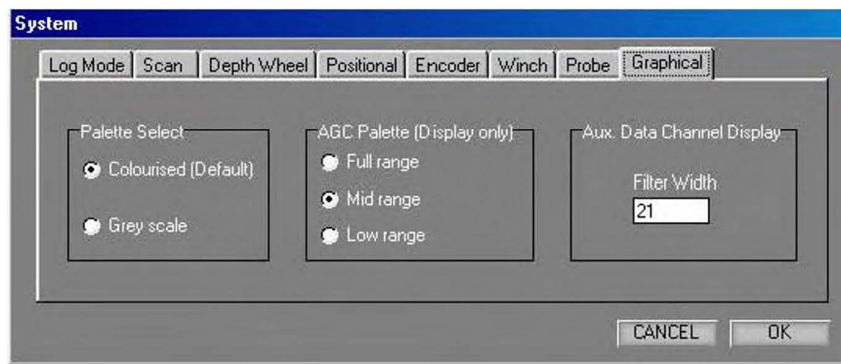 System
Log Mode Scan Depth Wheel Positional Encoder Winch Probe Graphical
Palette Select
Colourised (Default)
Grey scale
AGC Palette (Display only)
Full range
Mid range
Low range
Aux. Data Channel Display
Filter Width
21
CANCEL OK